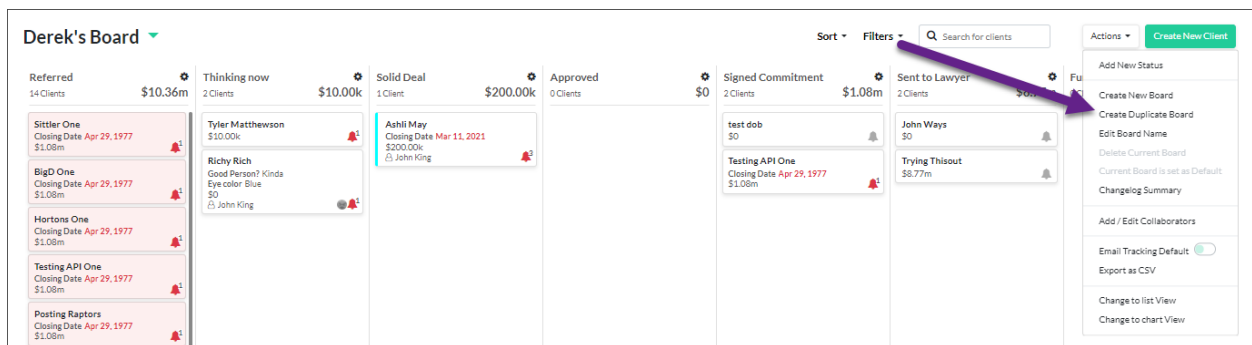 Derek's Board
Sort Filters Search for clients Actions Create New Client
Referred
14 Clients $10.36m
Sittler One
Closing Date Apr 29, 1977
$1.08m 1
BigD One
Closing Date Apr 29, 1977
$1.08m 1
Hortons One
Closing Date Apr 29, 1977
$1.08m 1
Testing API One
Closing Date Apr 29, 1977
$1.08m 1
Posting Raptors
Closing Date Apr 29, 1977
$1.08m 1
Thinking now
2 Clients $10.00k
Tyler Matthewson
$10.00k 1
Richy Rich
Good Person? Kinda
Eye color Blue
$0
John King 1
Solid Deal
1 Client $200.00k
Ashli May
Closing Date Mar 11, 2021
$200.00k
John King 3
Approved
0 Clients $0
Signed Commitment
2 Clients $1.08m
test dob
$0
Testing API One
Closing Date Apr 29, 1977
$1.08m 1
Sent to Lawyer
2 Clients
John Ways
$0
Trying Thisout
$8.77m
Add New Status
Create New Board
Create Duplicate Board
Edit Board Name
Delete Current Board
Current Board is set as Default
Changelog Summary
Add / Edit Collaborators
Email Tracking Default
Export as CSV
Change to list View
Change to chart View